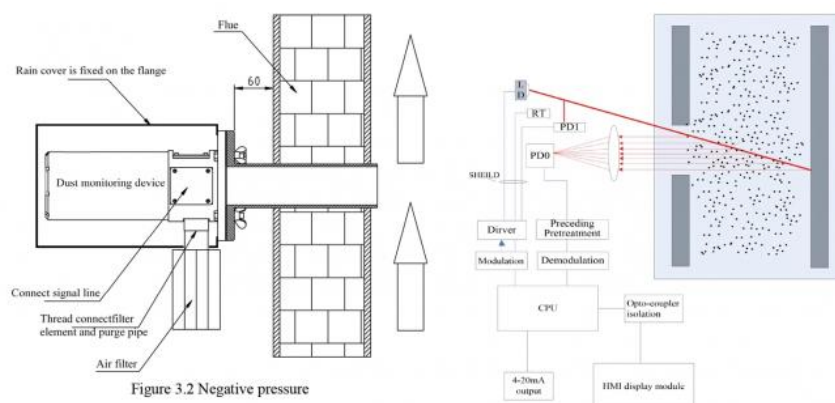 Flue
Rain cover is fixed on the flange
60
Dust monitoring device
Connect signal line
Thread connectfilter
element and purge pipe
Air filter
Figure 3.2 Negative pressure
LD
RT
PD1
PD0
SHEILD
Dirver
Preceding
Pretreatment
Modulation
Demodulation
CPU
Opto-coupler
isolation
4-20mA
output
HMI display module